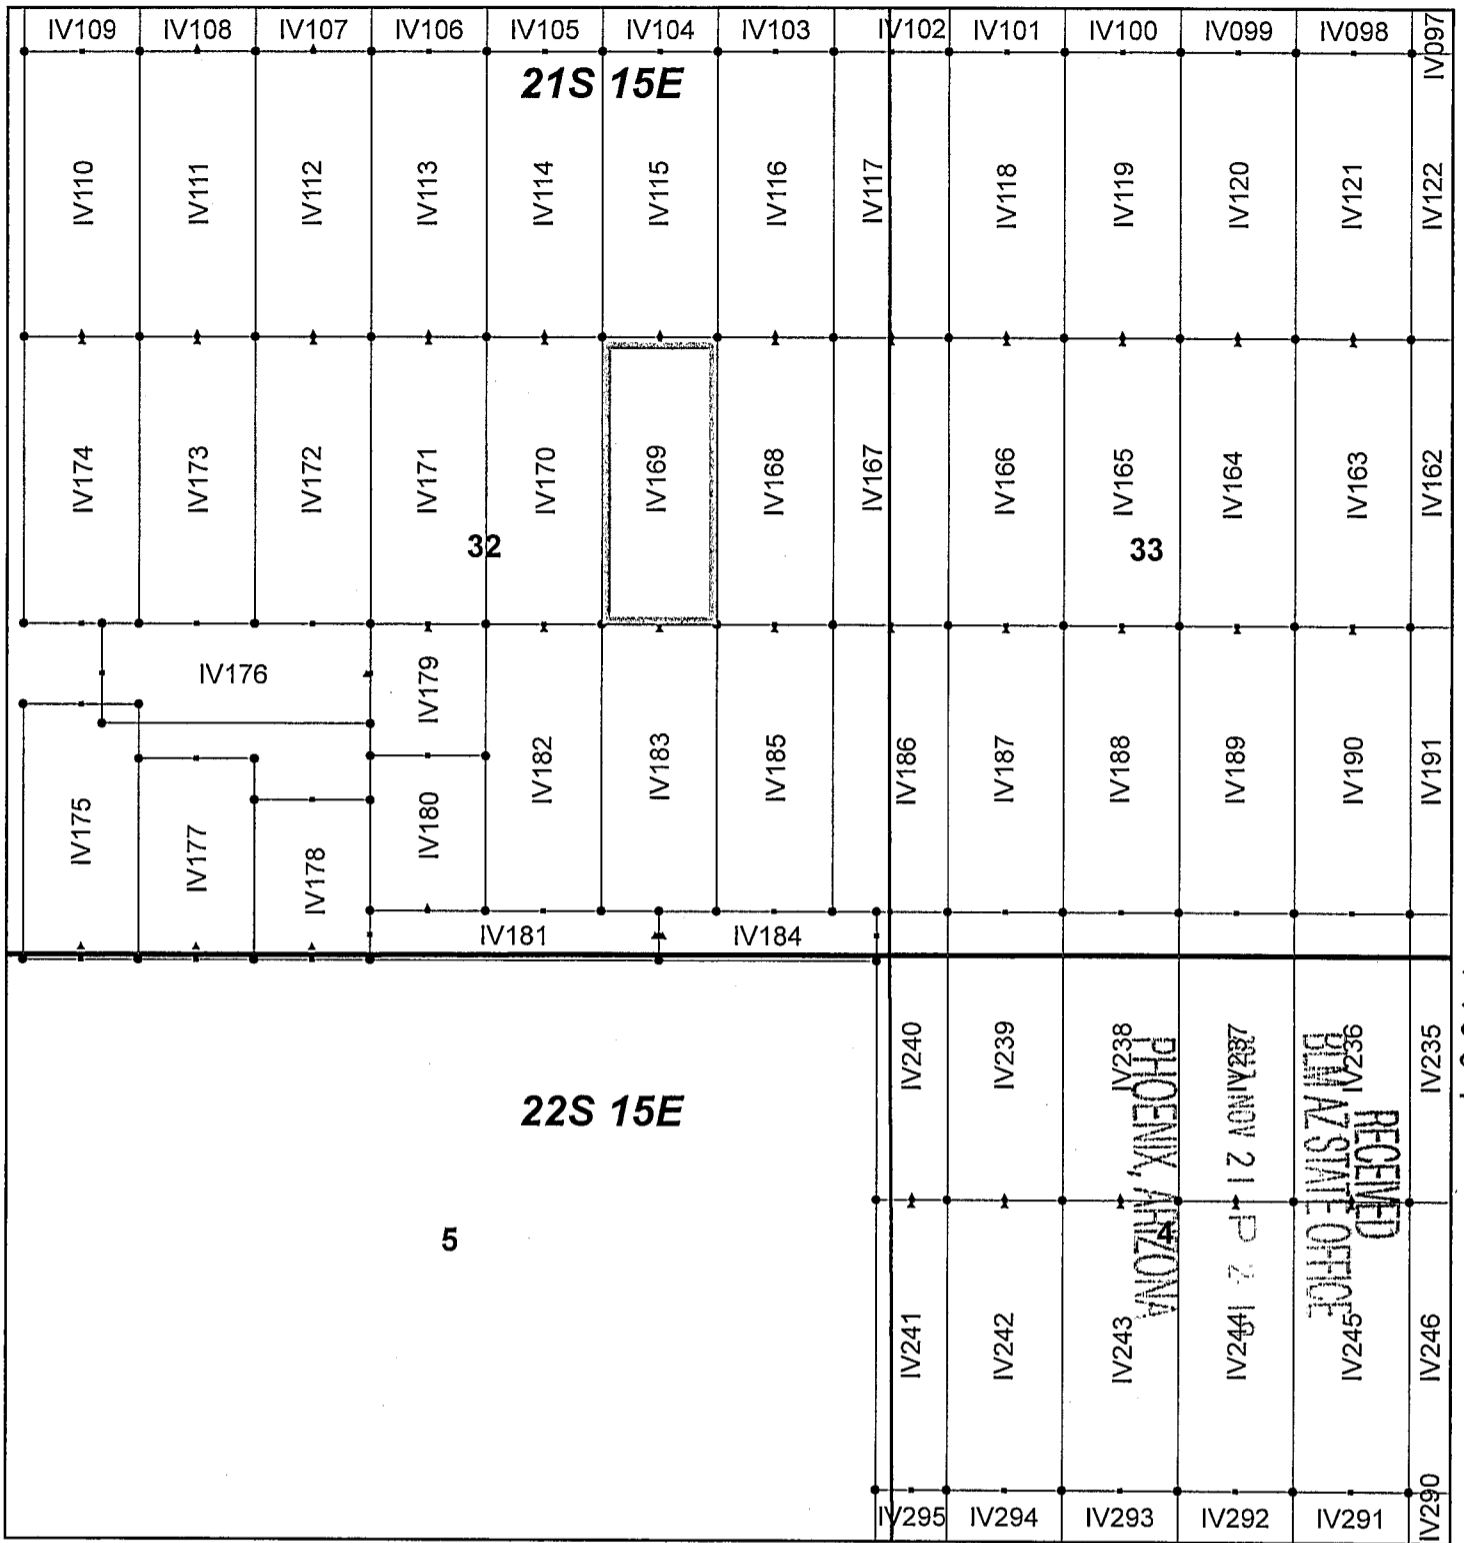 IV109 IV108 IV107 IV106 IV105 IV104 IV103 IV102 IV101 IV100 IV099 IV098 IV097
21S 15E
IV110 IV111 IV112 IV113 IV114 IV115 IV116 IV117 IV118 IV119 IV120 IV121 IV122
IV174 IV173 IV172 IV171 IV170 IV169 IV168 IV167 IV166 IV165 IV164 IV163 IV162
32 33
IV176 IV179
IV175 IV177 IV178 IV180 IV182 IV183 IV185 IV186 IV187 IV188 IV189 IV190 IV191
IV181 IV184
IV240 IV239 IV238 IV237 IV236 IV235
22S 15E
RECEIVED
BLM AZ STATE OFFICE
NOV 21 P 2
PHOENIX, ARIZONA
5 4
IV241 IV242 IV243 IV244 IV245 IV246
IV295 IV294 IV293 IV292 IV291 IV290